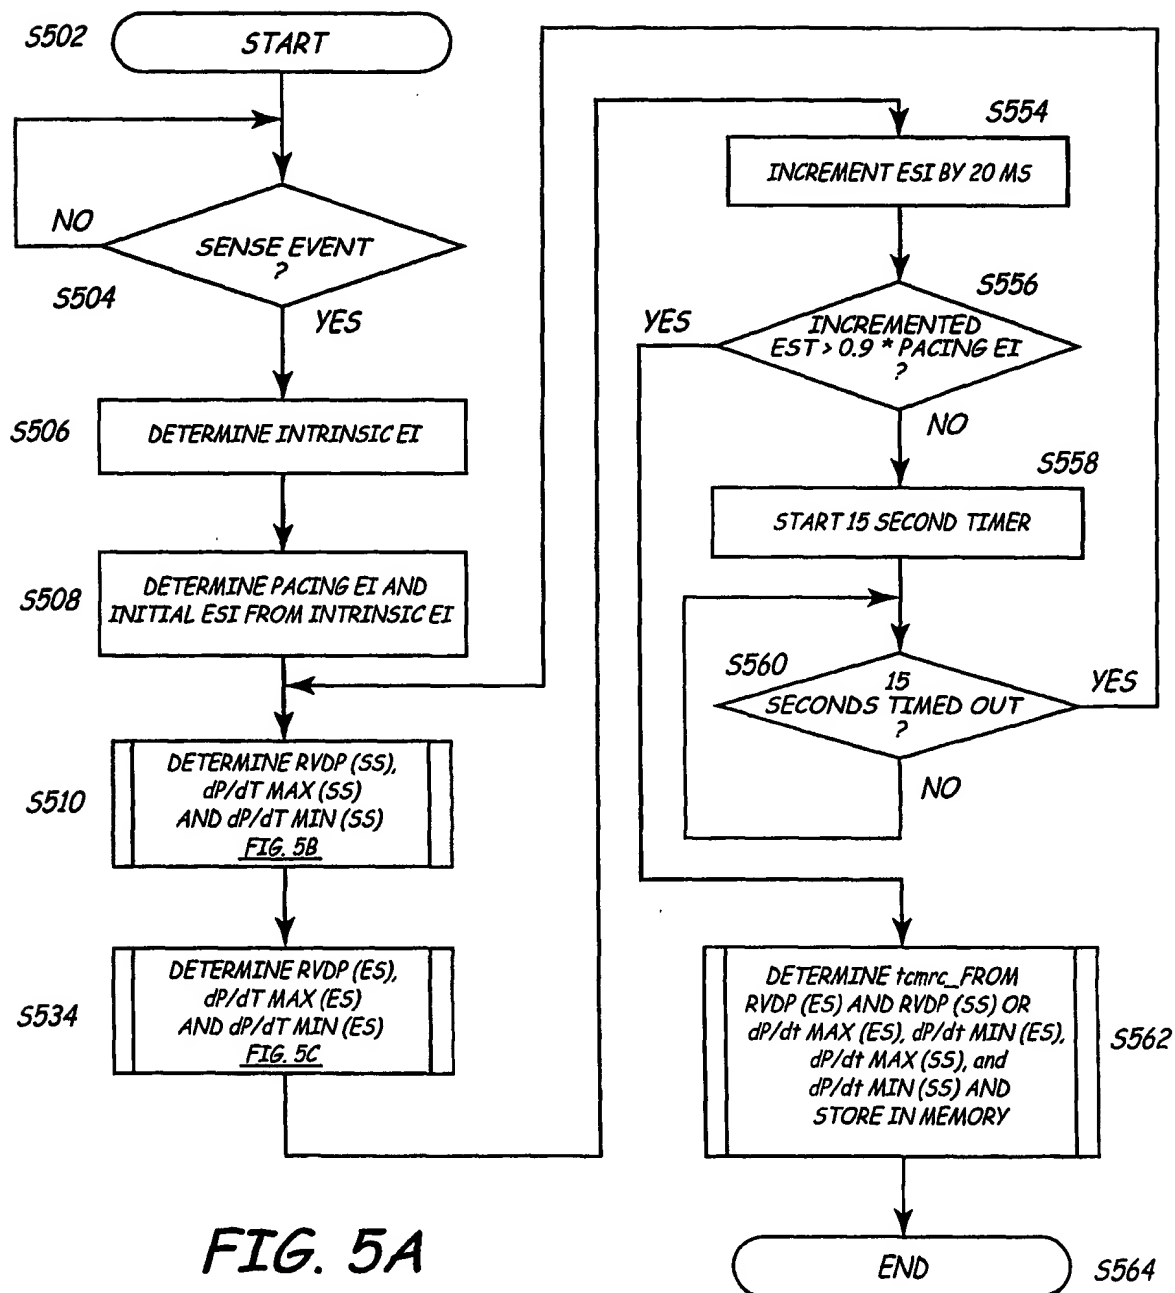 S502
START
NO
SENSE EVENT
?
S504
YES
S506
DETERMINE INTRINSIC EI
S508
DETERMINE PACING EI AND
INITIAL ESI FROM INTRINSIC EI
S510
DETERMINE RVDP (SS),
dP/dT MAX (SS)
AND dP/dT MIN (SS)
FIG. 5B
S534
DETERMINE RVDP (ES),
dP/dT MAX (ES)
AND dP/dT MIN (ES)
FIG. 5C
S554
INCREMENT ESI BY 20 MS
S556
YES
INCREMENTED
EST > 0.9 * PACING EI
?
NO
S558
START 15 SECOND TIMER
S560
15
SECONDS TIMED OUT
?
YES
NO
DETERMINE tcmrc_FROM
RVDP (ES) AND RVDP (SS) OR
dP/dt MAX (ES), dP/dt MIN (ES),
dP/dt MAX (SS), and
dP/dt MIN (SS) AND
STORE IN MEMORY
S562
END
S564
FIG. 5A